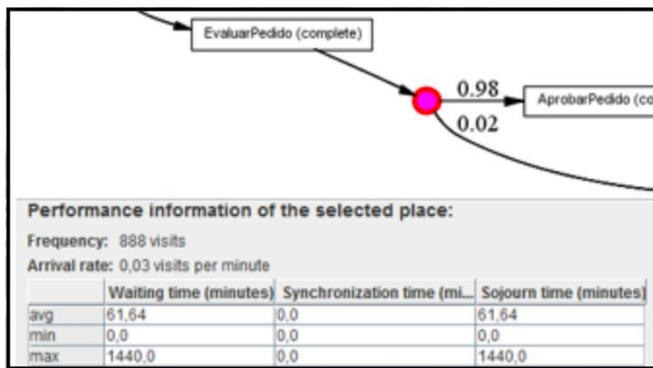 EvaluarPedido (complete)
0.98
AprobarPedido (co
0.02
Performance information of the selected place:
Frequency: 888 visits
Arrival rate: 0,03 visits per minute
Waiting time (minutes) Synchronization time (mi... Sojourn time (minutes)
avg 61,64 0,0 61,64
min 0,0 0,0 0,0
max 1440,0 0,0 1440,0